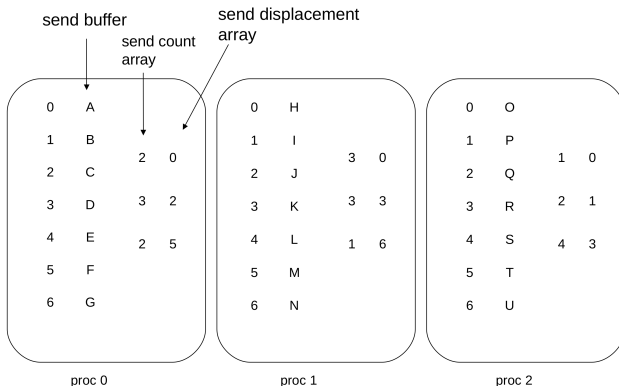 send buffer
send count
array
send displacement
array
0 A
1 B
2 C
3 D
4 E
5 F
6 G
2 0
3 2
2 5
proc 0
0 H
1 I
2 J
3 K
4 L
5 M
6 N
3 0
3 3
1 6
proc 1
0 O
1 P
2 Q
3 R
4 S
5 T
6 U
1 0
2 1
4 3
proc 2